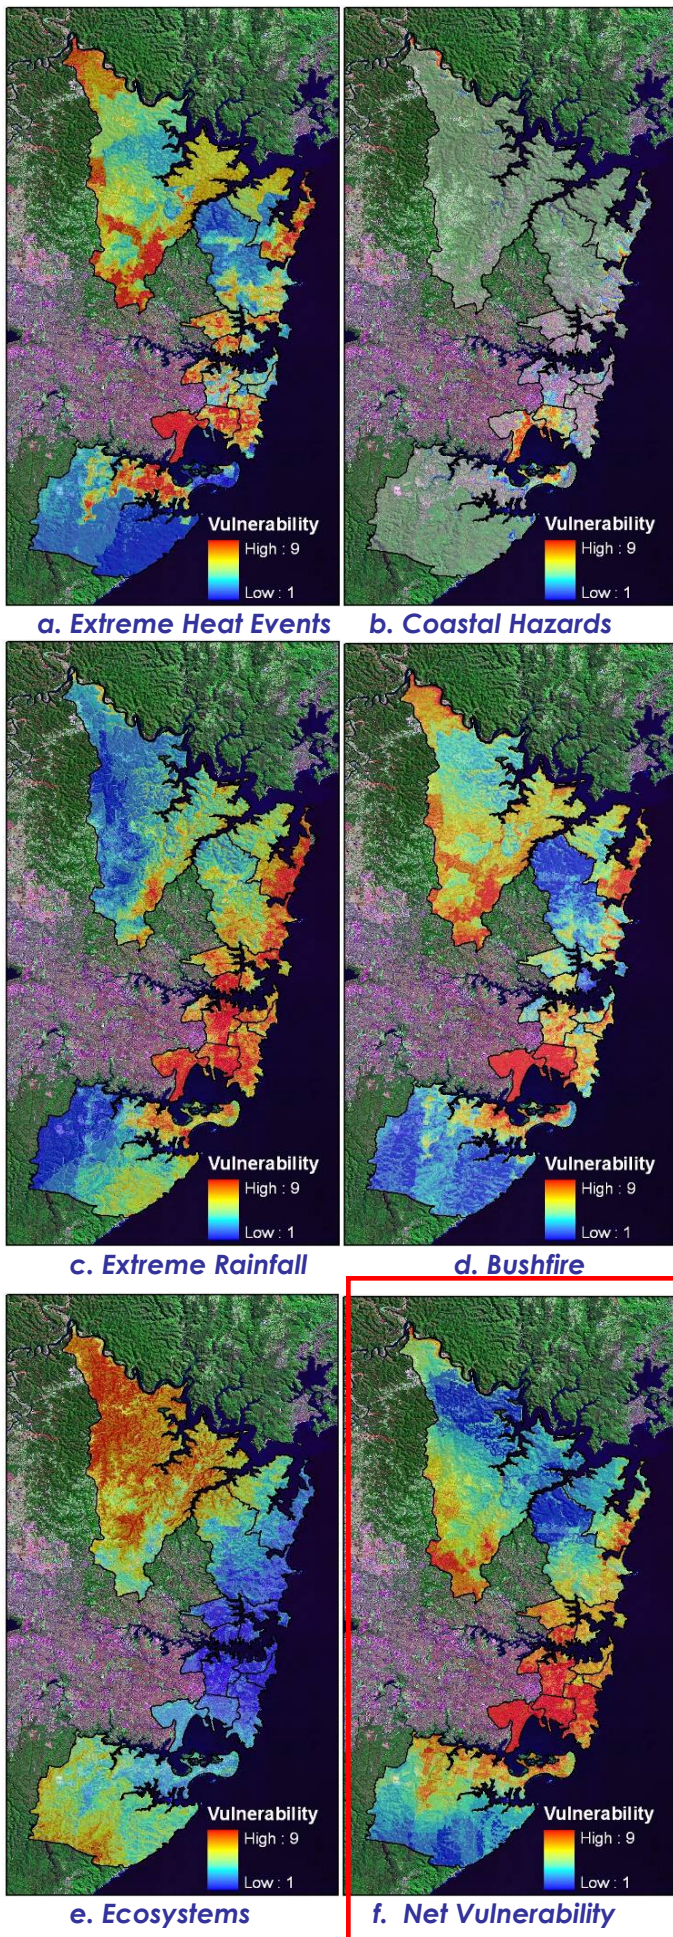 Vulnerability
High : 9
Low : 1
Vulnerability
High : 9
Low : 1
a. Extreme Heat Events
b. Coastal Hazards
Vulnerability
High : 9
Low : 1
Vulnerability
High : 9
Low : 1
c. Extreme Rainfall
d. Bushfire
Vulnerability
High : 9
Low : 1
Vulnerability
High : 9
Low : 1
e. Ecosystems
f. Net Vulnerability